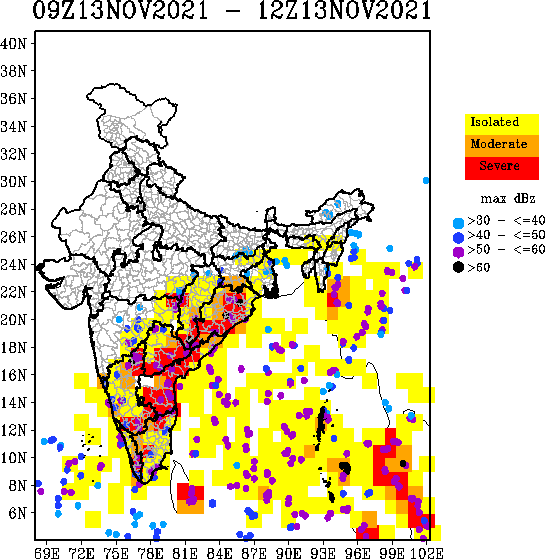 09Z13NOV2021 - 12Z13NOV2021
40N
38N
36N
34N
32N
30N
28N
26N
24N
22N
20N
18N
16N
14N
12N
10N
8N
6N
69E 72E 75E 78E 81E 84E 87E 90E 93E 96E 99E 102E
Isolated
Moderate
Severe
max dBz
>30 - <=40
>40 - <=50
>50 - <=60
>60